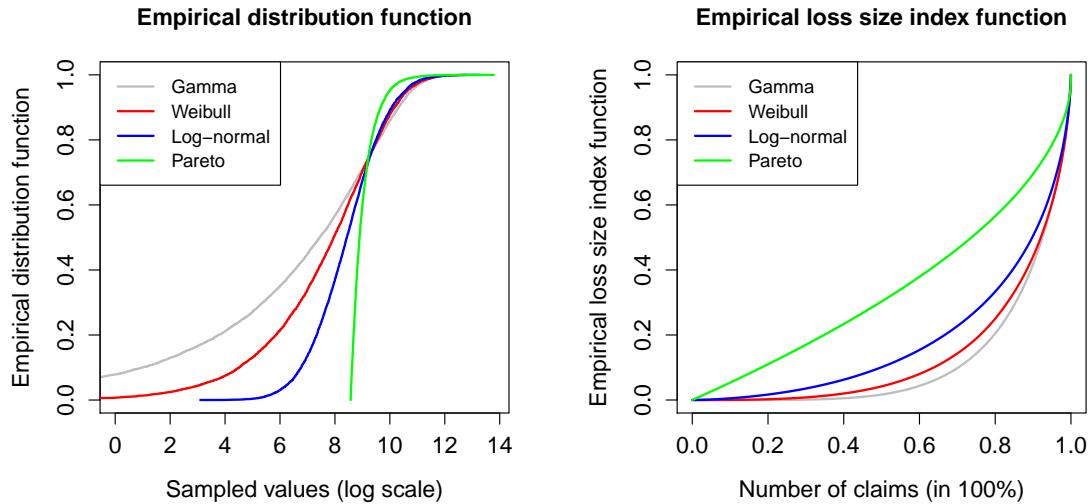 Empirical distribution function
Empirical distribution function
1.0
0.8
0.6
0.4
0.2
0.0
Gamma
Weibull
Log−normal
Pareto
0 2 4 6 8 10 12 14
Sampled values (log scale)
Empirical loss size index function
Empirical loss size index function
1.0
0.8
0.6
0.4
0.2
0.0
Gamma
Weibull
Log−normal
Pareto
0.0 0.2 0.4 0.6 0.8 1.0
Number of claims (in 100%)